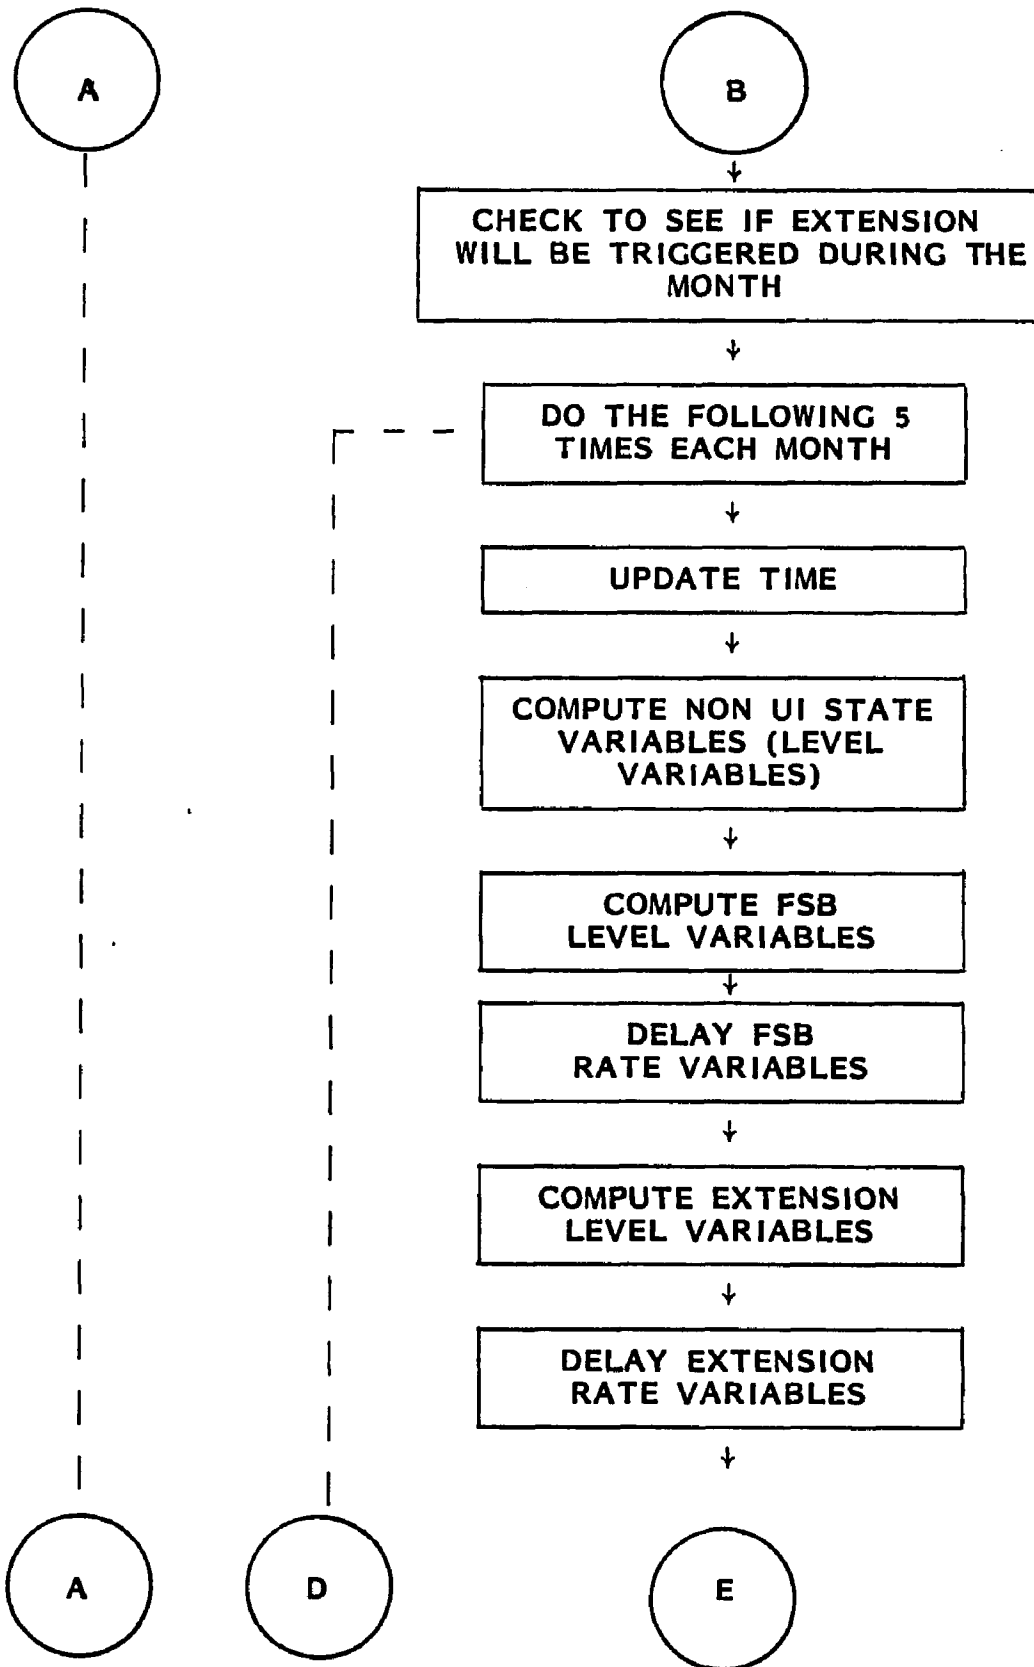 A
B
CHECK TO SEE IF EXTENSION
WILL BE TRIGGERED DURING THE
MONTH
DO THE FOLLOWING 5
TIMES EACH MONTH
UPDATE TIME
COMPUTE NON UI STATE
VARIABLES (LEVEL
VARIABLES)
COMPUTE FSB
LEVEL VARIABLES
DELAY FSB
RATE VARIABLES
COMPUTE EXTENSION
LEVEL VARIABLES
DELAY EXTENSION
RATE VARIABLES
A
D
E